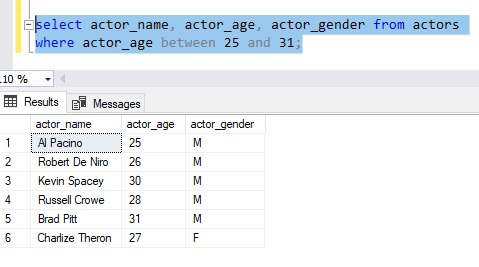 select actor_name, actor_age, actor_gender from actors
where actor_age between 25 and 31;
110 %
Results Messages
actor_name actor_age actor_gender
1 Al Pacino 25 M
2 Robert De Niro 26 M
3 Kevin Spacey 30 M
4 Russell Crowe 28 M
5 Brad Pitt 31 M
6 Charlize Theron 27 F